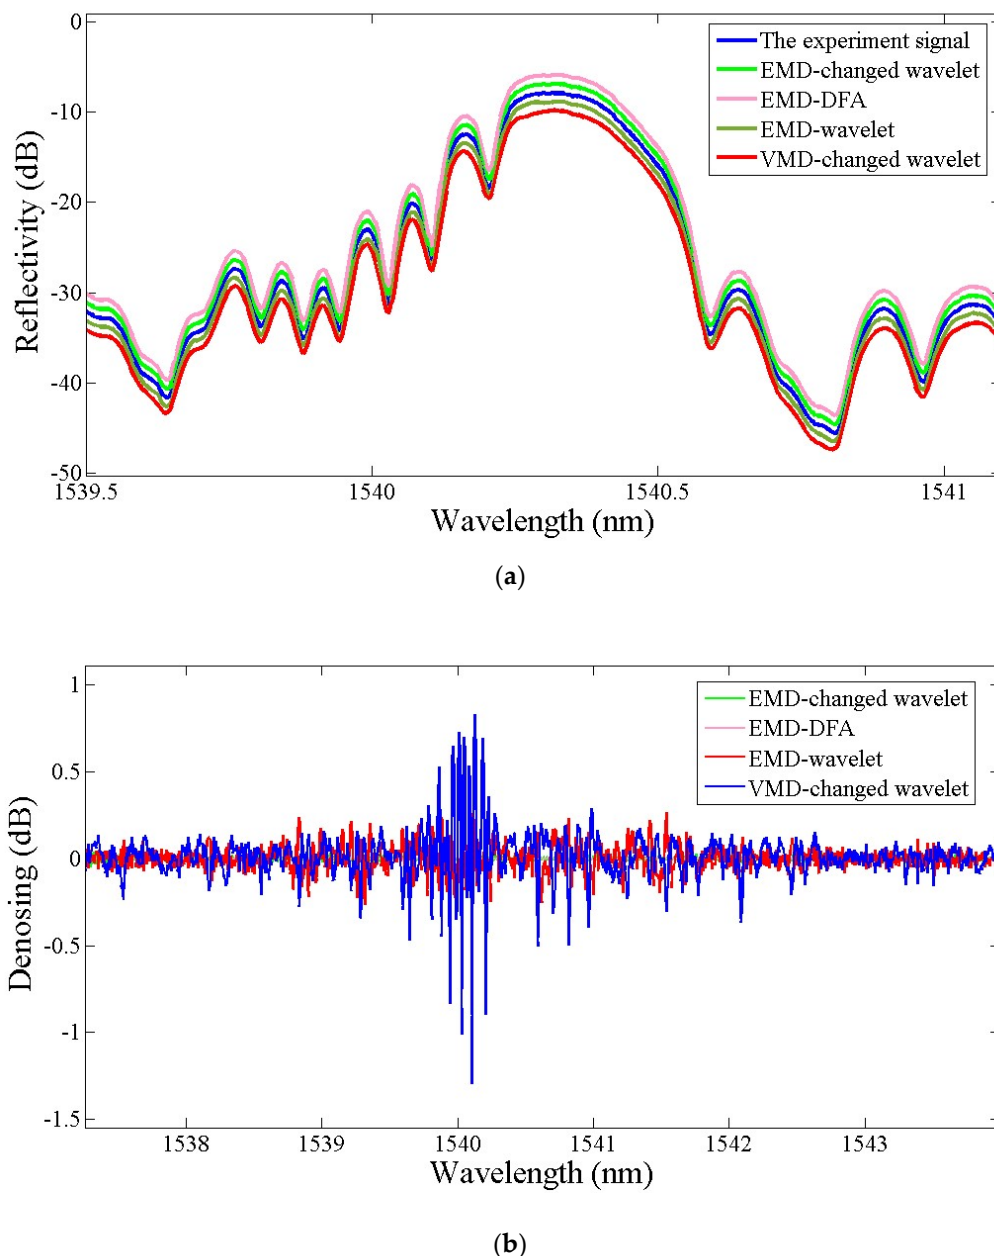 0
-10
-20
-30
-40
-50
Reflectivity (dB)
The experiment signal
EMD-changed wavelet
EMD-DFA
EMD-wavelet
VMD-changed wavelet
1539.5 1540 1540.5 1541
Wavelength (nm)
(a)
1
0.5
0
-0.5
-1
-1.5
Denosing (dB)
EMD-changed wavelet
EMD-DFA
EMD-wavelet
VMD-changed wavelet
1538 1539 1540 1541 1542 1543
Wavelength (nm)
(b)